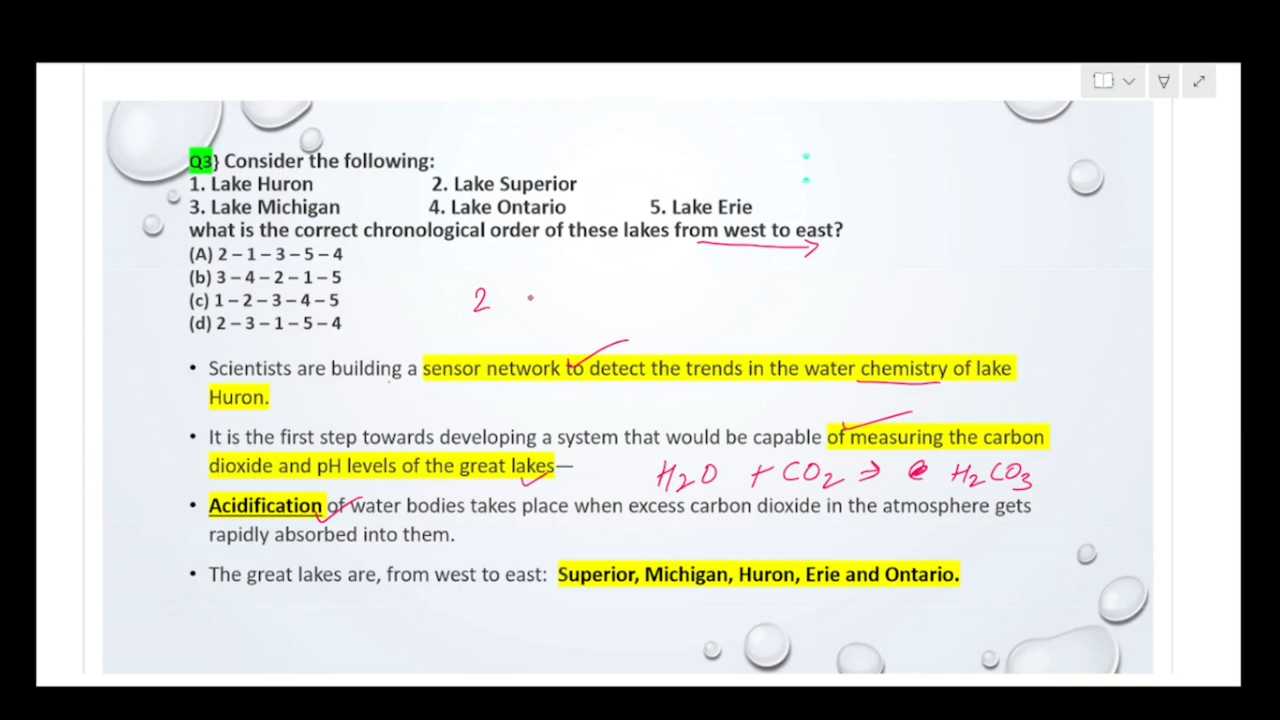 Q3} Consider the following:
1. Lake Huron 2. Lake Superior
3. Lake Michigan 4. Lake Ontario 5. Lake Erie
what is the correct chronological order of these lakes from west to east?
(A) 2 – 1 – 3 – 5 – 4
(b) 3 – 4 – 2 – 1 – 5
(c) 1 – 2 – 3 – 4 – 5
2
(d) 2 – 3 – 1 – 5 – 4
• Scientists are building a sensor network to detect the trends in the water chemistry of lake
Huron.
• It is the first step towards developing a system that would be capable of measuring the carbon
dioxide and pH levels of the great lakes—
H2O + CO2 ⇒ H2CO3
• Acidification of water bodies takes place when excess carbon dioxide in the atmosphere gets
rapidly absorbed into them.
• The great lakes are, from west to east: Superior, Michigan, Huron, Erie and Ontario.